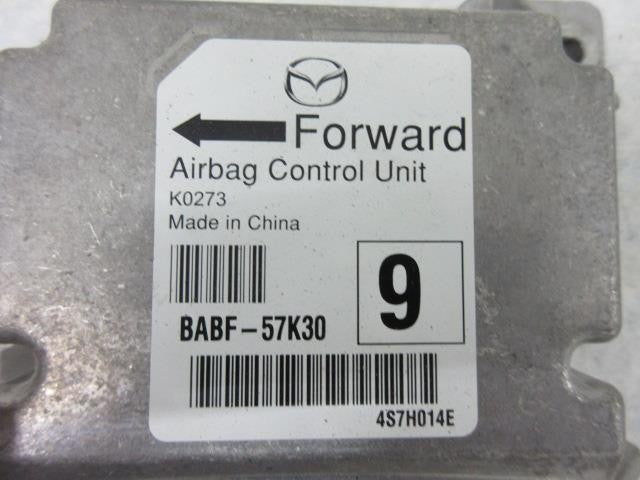 Forward
Airbag Control Unit
K0273
Made in China
9
BABF-57K30
4S7H014E